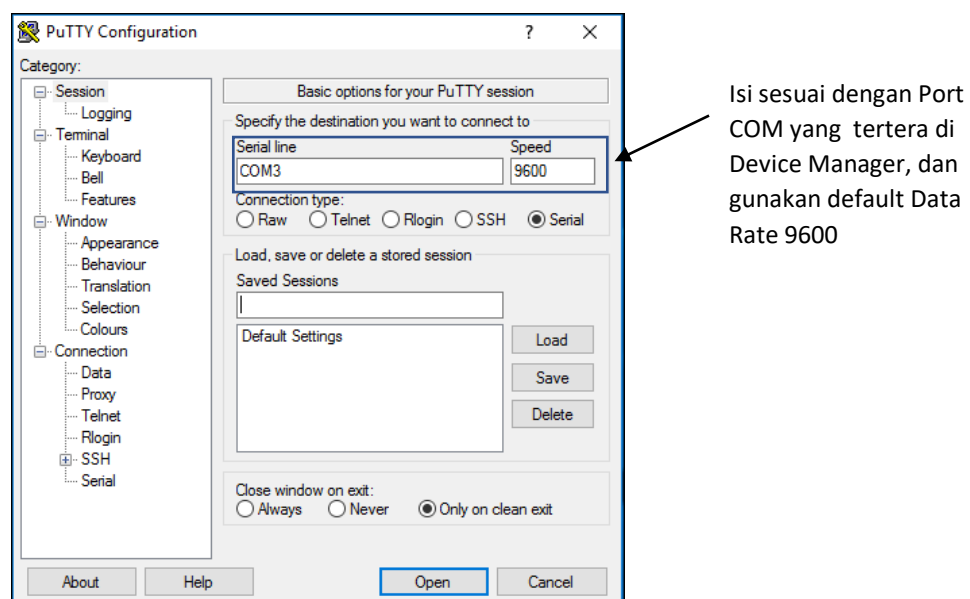 PuTTY Configuration
?
Category:
Session
Logging
Terminal
Keyboard
Bell
Features
Window
Appearance
Behaviour
Translation
Selection
Colours
Connection
Data
Proxy
Telnet
Rlogin
SSH
Serial
Basic options for your PuTTY session
Specify the destination you want to connect to
Serial line Speed
COM3 9600
Connection type:
Raw Telnet Rlogin SSH Serial
Load, save or delete a stored session
Saved Sessions
Default Settings
Load
Save
Delete
Close window on exit:
Always Never Only on clean exit
About Help Open Cancel
Isi sesuai dengan Port
COM yang tertera di
Device Manager, dan
gunakan default Data
Rate 9600